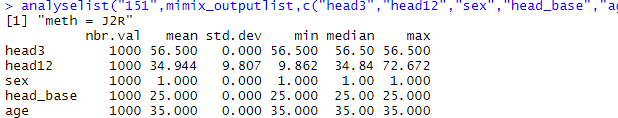 > analyselist("151",mimix_outputlist,c("head3","head12","sex","head_base","ag
[1] "meth = J2R"
nbr.val mean std.dev min median max
head3 1000 56.500 0.000 56.500 56.50 56.500
head12 1000 34.944 9.807 9.862 34.84 72.672
sex 1000 1.000 0.000 1.000 1.00 1.000
head_base 1000 25.000 0.000 25.000 25.00 25.000
age 1000 35.000 0.000 35.000 35.00 35.000